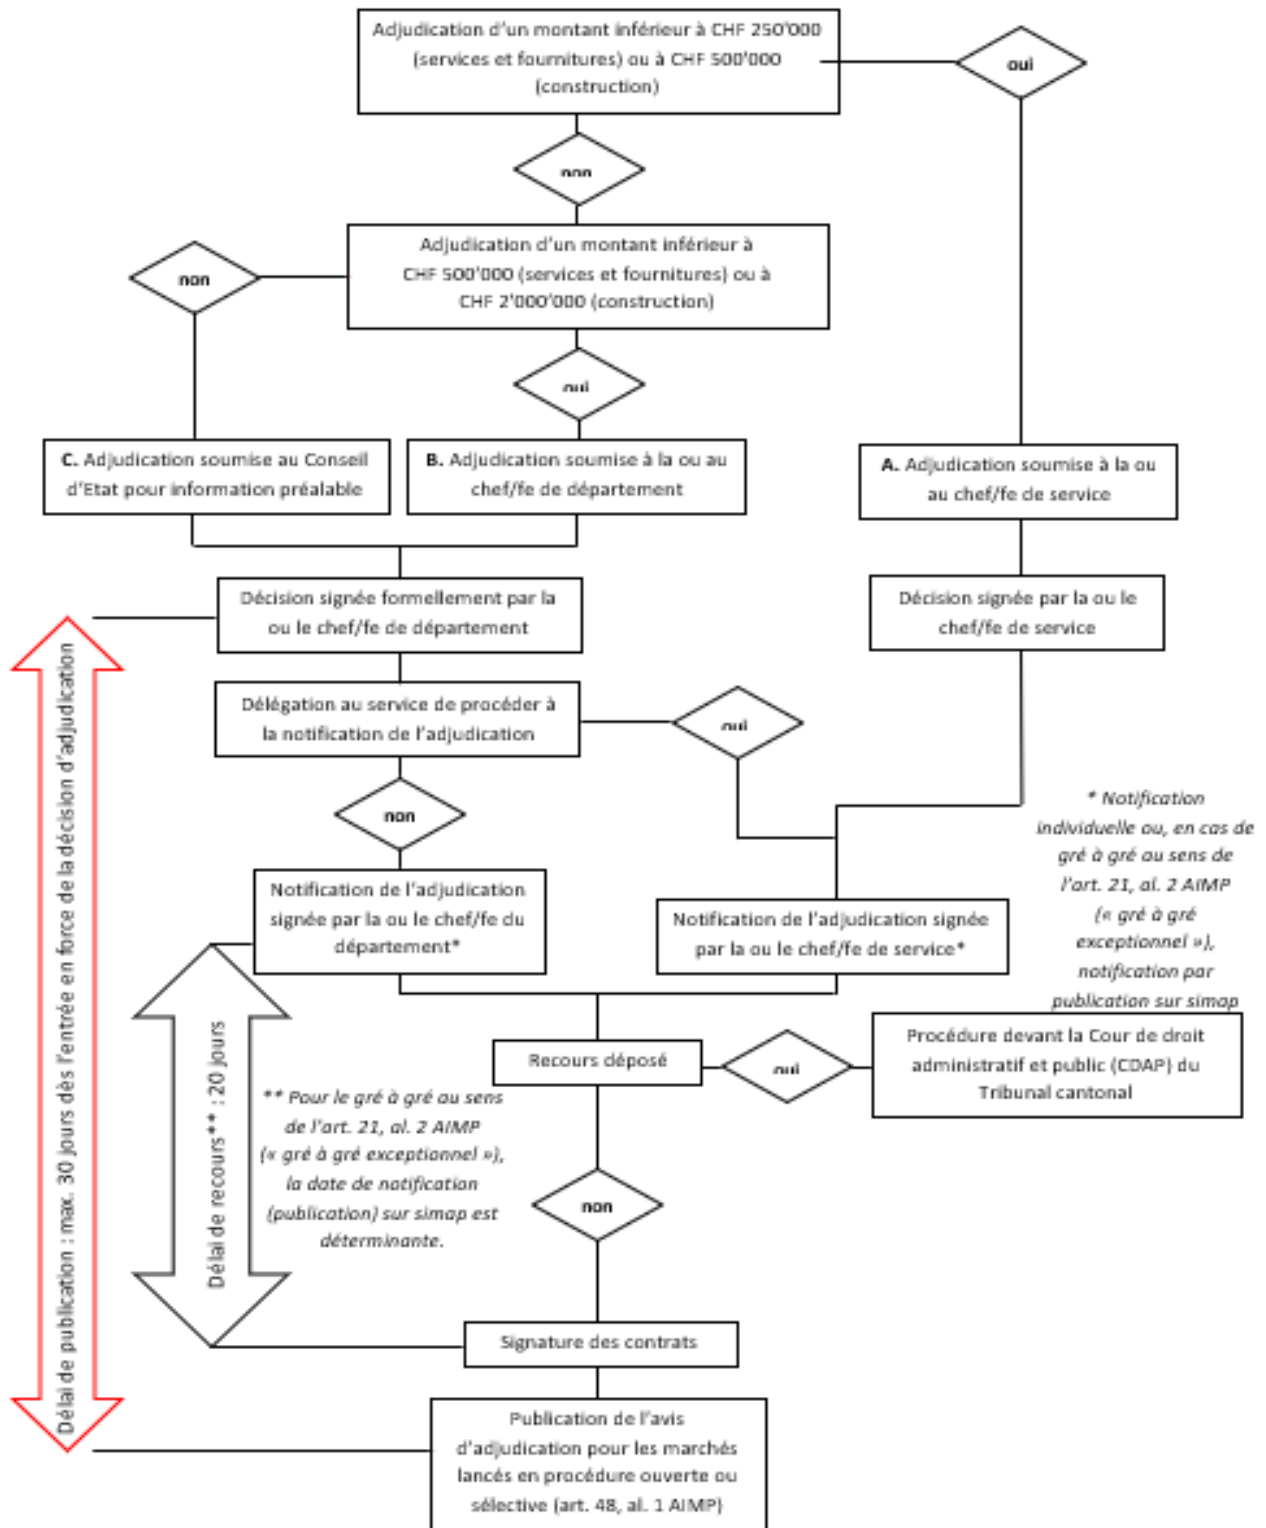 Adjudication d'un montant inférieur à CHF 250'000
(services et fournitures) ou à CHF 500'000
(construction)
oui
non
Adjudication d'un montant inférieur à
CHF 500'000 (services et fournitures) ou à
CHF 2'000'000 (construction)
non
oui
C. Adjudication soumise au Conseil
d'Etat pour information préalable
B. Adjudication soumise à la ou au
chef/fe de département
A. Adjudication soumise à la ou
au chef/fe de service
Décision signée formellement par la
ou le chef/fe de département
Décision signée par la ou le
chef/fe de service
Délégation au service de procéder à
la notification de l'adjudication
oui
non
* Notification
individuelle ou, en cas de
gré à gré au sens de
l'art. 21, al. 2 AIMP
(« gré à gré
exceptionnel »),
notification par
publication sur simap
Notification de l'adjudication
signée par la ou le chef/fe du
département*
Notification de l'adjudication signée
par la ou le chef/fe de service*
Recours déposé
oui
Procédure devant la Cour de droit
administratif et public (CDAP) du
Tribunal cantonal
Délai de publication : max. 30 jours dès l'entrée en force de la décision d'adjudication
Délai de recours** : 20 jours
** Pour le gré à gré au sens
de l'art. 21, al. 2 AIMP
(« gré à gré exceptionnel »),
la date de notification
(publication) sur simap est
déterminante.
non
Signature des contrats
Publication de l'avis
d'adjudication pour les marchés
lancés en procédure ouverte ou
sélective (art. 48, al. 1 AIMP)